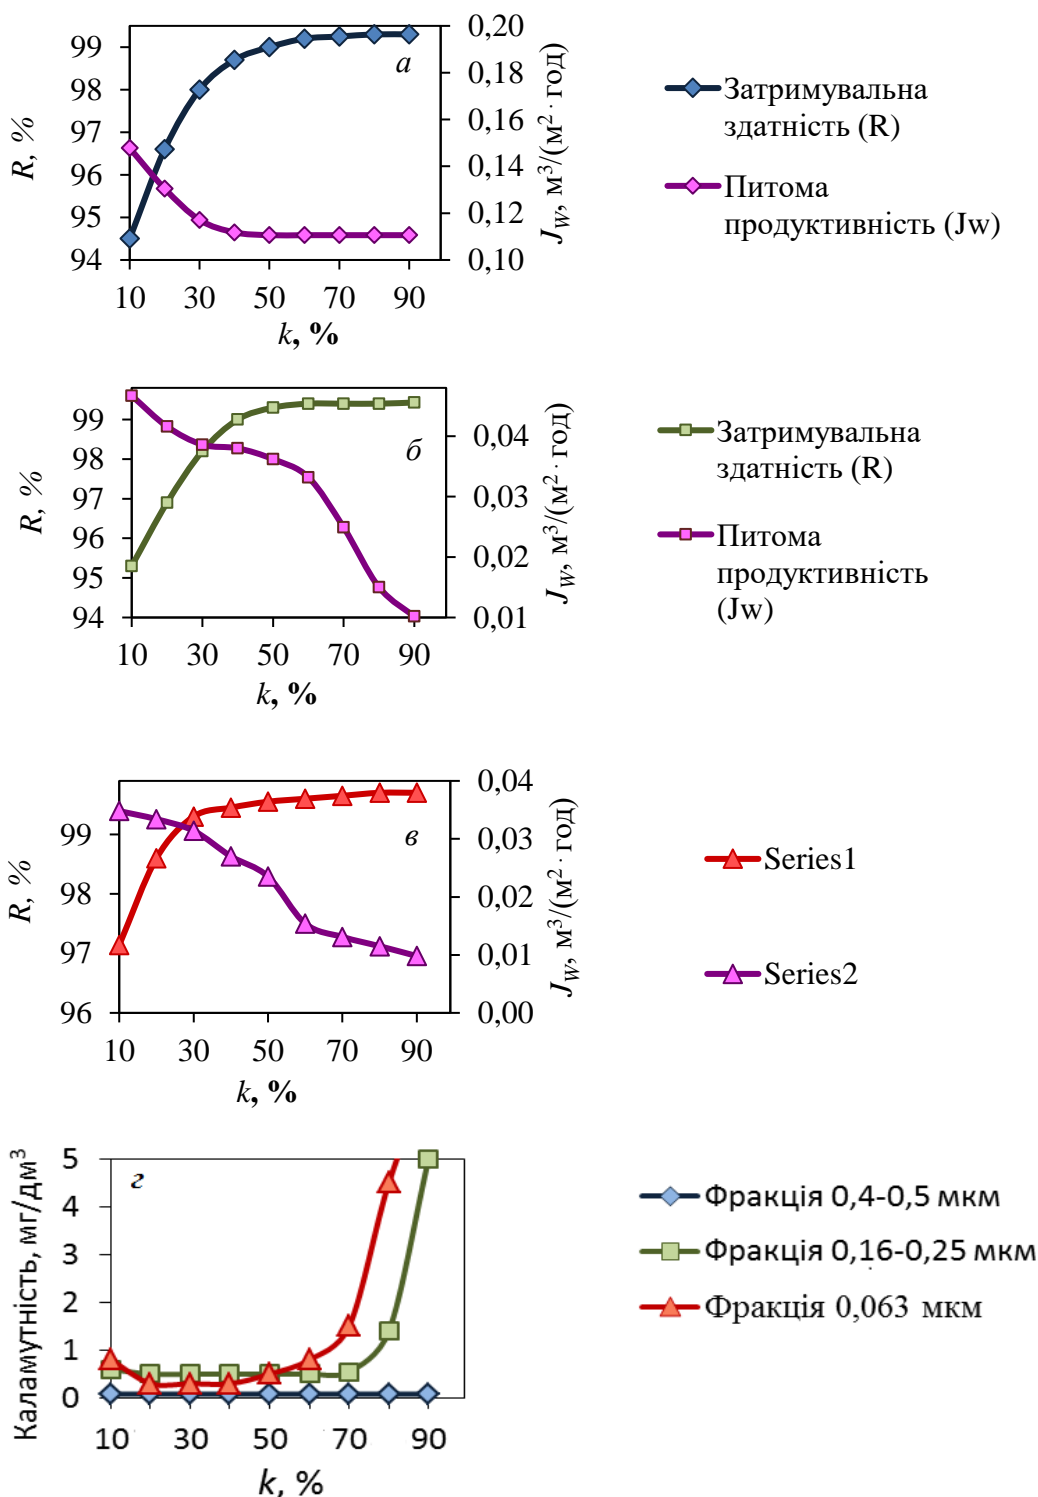 99
98
97
96
95
94
R, %
а
0,20
0,18
0,16
0,14
0,12
0,10
J_W, м³/(м² · год)
10 30 50 70 90
k, %
Затримувальна
здатність (R)
Питома
продуктивність (Jw)
99
98
97
96
95
94
R, %
б
0,04
0,03
0,02
0,01
J_W, м³/(м² · год)
10 30 50 70 90
k, %
Затримувальна
здатність (R)
Питома
продуктивність
(Jw)
99
98
97
96
R, %
в
0,04
0,03
0,02
0,01
0,00
J_W, м³/(м² · год)
10 30 50 70 90
k, %
Series1
Series2
5
4
3
2
1
0
Каламутність, мг/дм³
г
10 30 50 70 90
k, %
Фракція 0,4-0,5 мкм
Фракція 0,16-0,25 мкм
Фракція 0,063 мкм